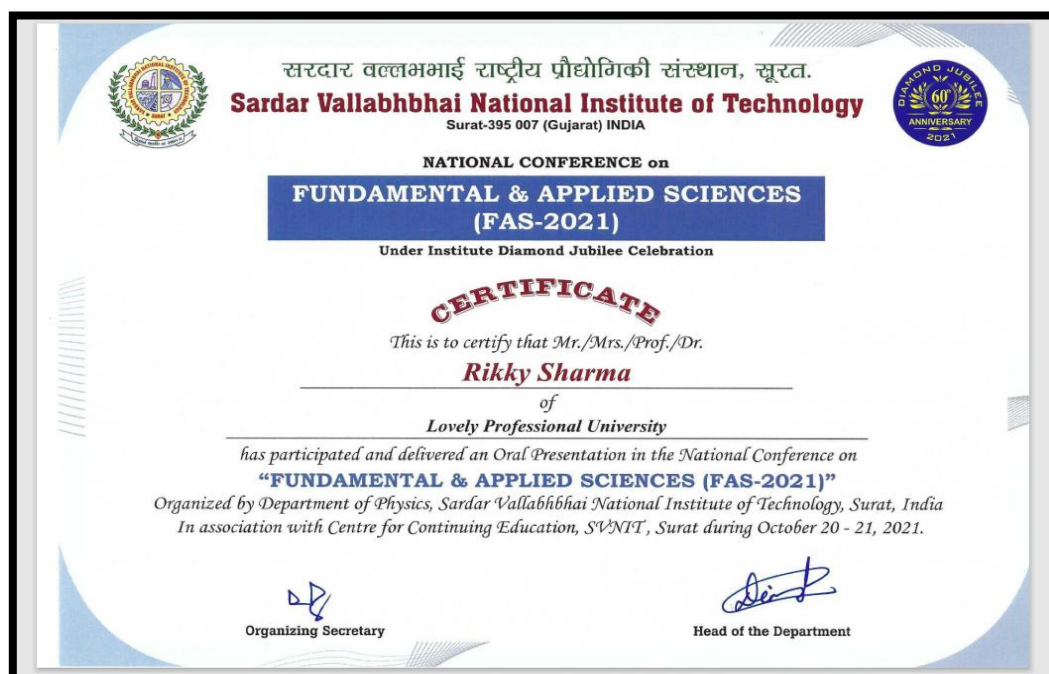 सरदार वल्लभभाई राष्ट्रीय प्रौद्योगिकी संस्थान, सूरत.
Sardar Vallabhbhai National Institute of Technology
Surat-395 007 (Gujarat) INDIA
DIAMOND JUBILEE
60
ANNIVERSARY
2021
NATIONAL CONFERENCE on
FUNDAMENTAL & APPLIED SCIENCES
(FAS-2021)
Under Institute Diamond Jubilee Celebration
CERTIFICATE
This is to certify that Mr./Mrs./Prof./Dr.
Rikky Sharma
of
Lovely Professional University
has participated and delivered an Oral Presentation in the National Conference on
“FUNDAMENTAL & APPLIED SCIENCES (FAS-2021)”
Organized by Department of Physics, Sardar Vallabhbhai National Institute of Technology, Surat, India
In association with Centre for Continuing Education, SVNIT, Surat during October 20 - 21, 2021.
Organizing Secretary
Head of the Department